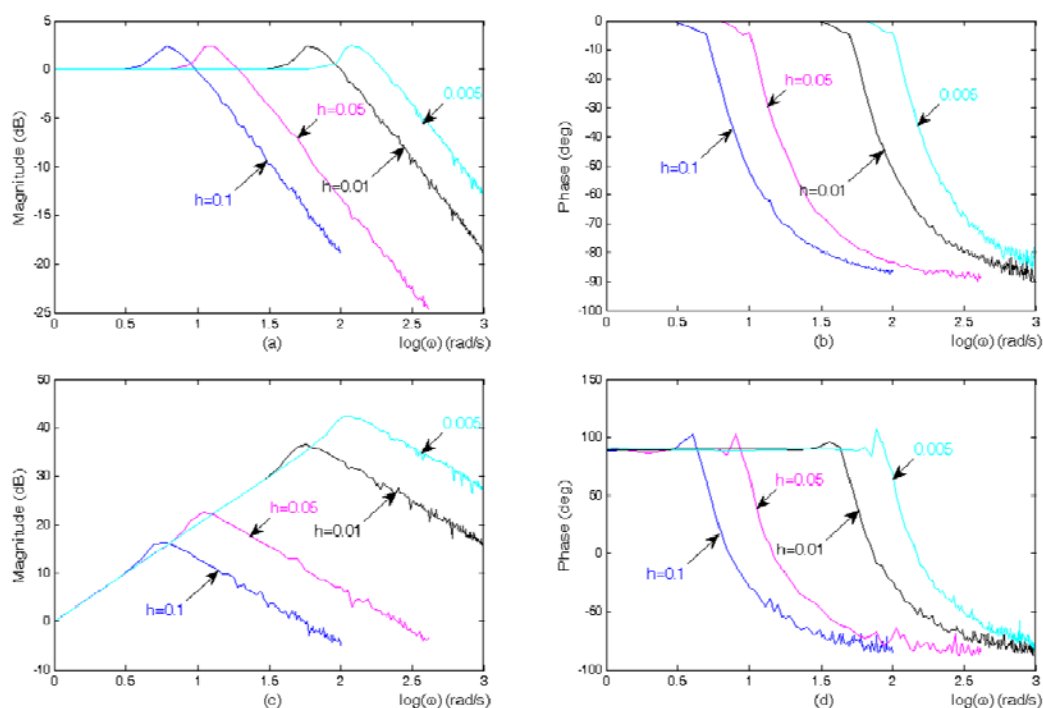 5
0
-5
-10
-15
-20
-25
Magnitude (dB)
h=0.1
h=0.05
h=0.01
0.005
0 0.5 1 1.5 2 2.5 3
(a) log(ω) (rad/s)
0
-10
-20
-30
-40
-50
-60
-70
-80
-90
-100
Phase (deg)
h=0.1
h=0.05
h=0.01
0.005
0 0.5 1 1.5 2 2.5 3
(b) log(ω) (rad/s)
50
40
30
20
10
0
-10
Magnitude (dB)
h=0.1
h=0.05
h=0.01
0.005
0 0.5 1 1.5 2 2.5 3
(c) log(ω) (rad/s)
150
100
50
0
-50
-100
Phase (deg)
h=0.1
h=0.05
h=0.01
0.005
0 0.5 1 1.5 2 2.5 3
(d) log(ω) (rad/s)